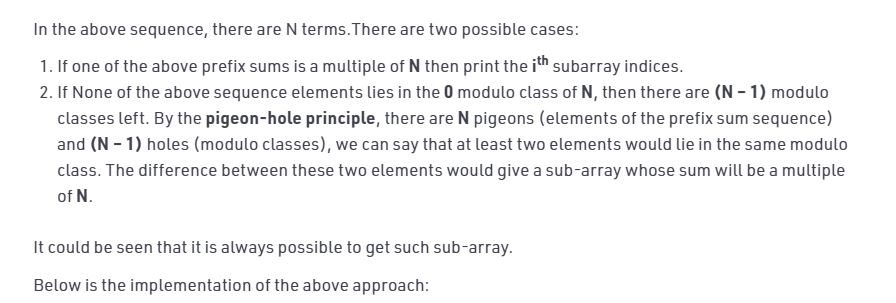 In the above sequence, there are N terms.There are two possible cases:
1. If one of the above prefix sums is a multiple of N then print the ith subarray indices.
2. If None of the above sequence elements lies in the 0 modulo class of N, then there are (N – 1) modulo
classes left. By the pigeon-hole principle, there are N pigeons (elements of the prefix sum sequence)
and (N – 1) holes (modulo classes), we can say that at least two elements would lie in the same modulo
class. The difference between these two elements would give a sub-array whose sum will be a multiple
of N.
It could be seen that it is always possible to get such sub-array.
Below is the implementation of the above approach: